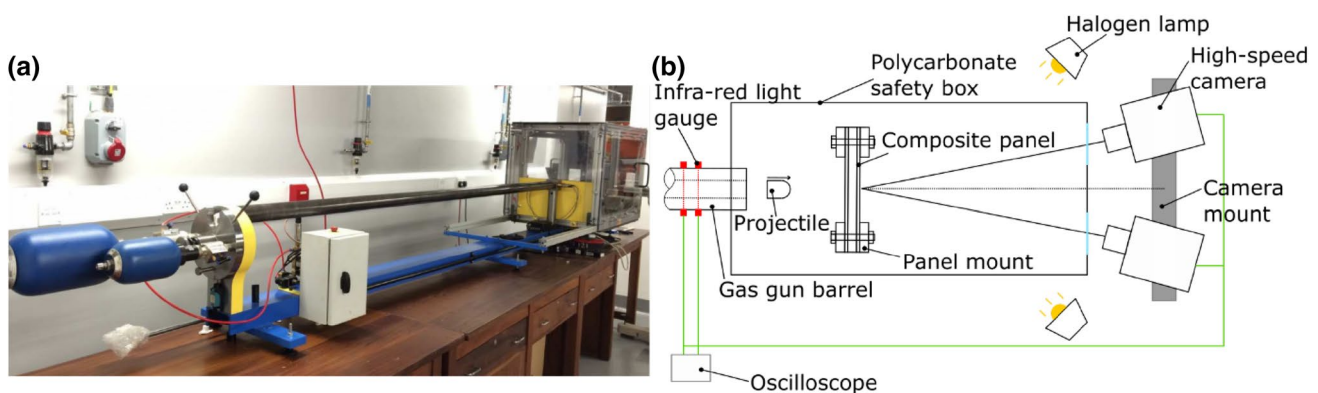 (a)
(b)
Halogen lamp
High-speed
camera
Polycarbonate
safety box
Infra-red light
gauge
Composite panel
Camera
mount
Projectile
Panel mount
Gas gun barrel
Oscilloscope